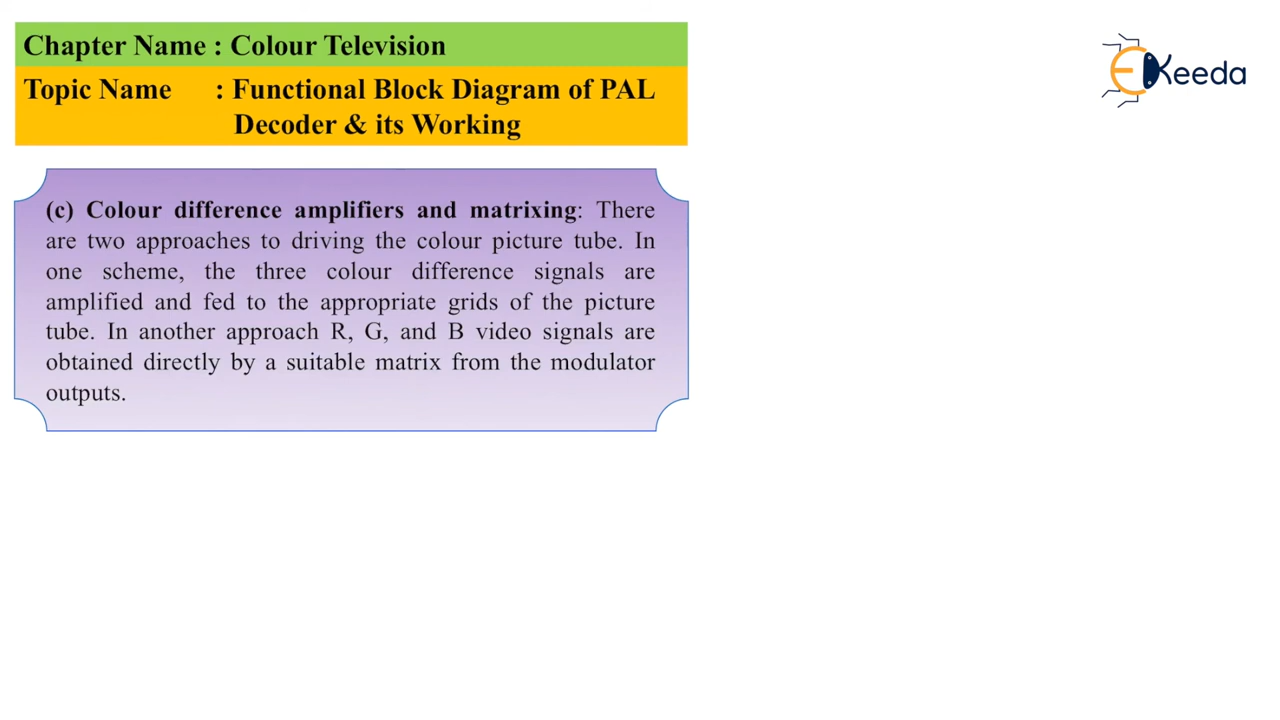 Chapter Name : Colour Television
Topic Name : Functional Block Diagram of PAL
Decoder & its Working
EKeeda
(c) Colour difference amplifiers and matrixing: There
are two approaches to driving the colour picture tube. In
one scheme, the three colour difference signals are
amplified and fed to the appropriate grids of the picture
tube. In another approach R, G, and B video signals are
obtained directly by a suitable matrix from the modulator
outputs.